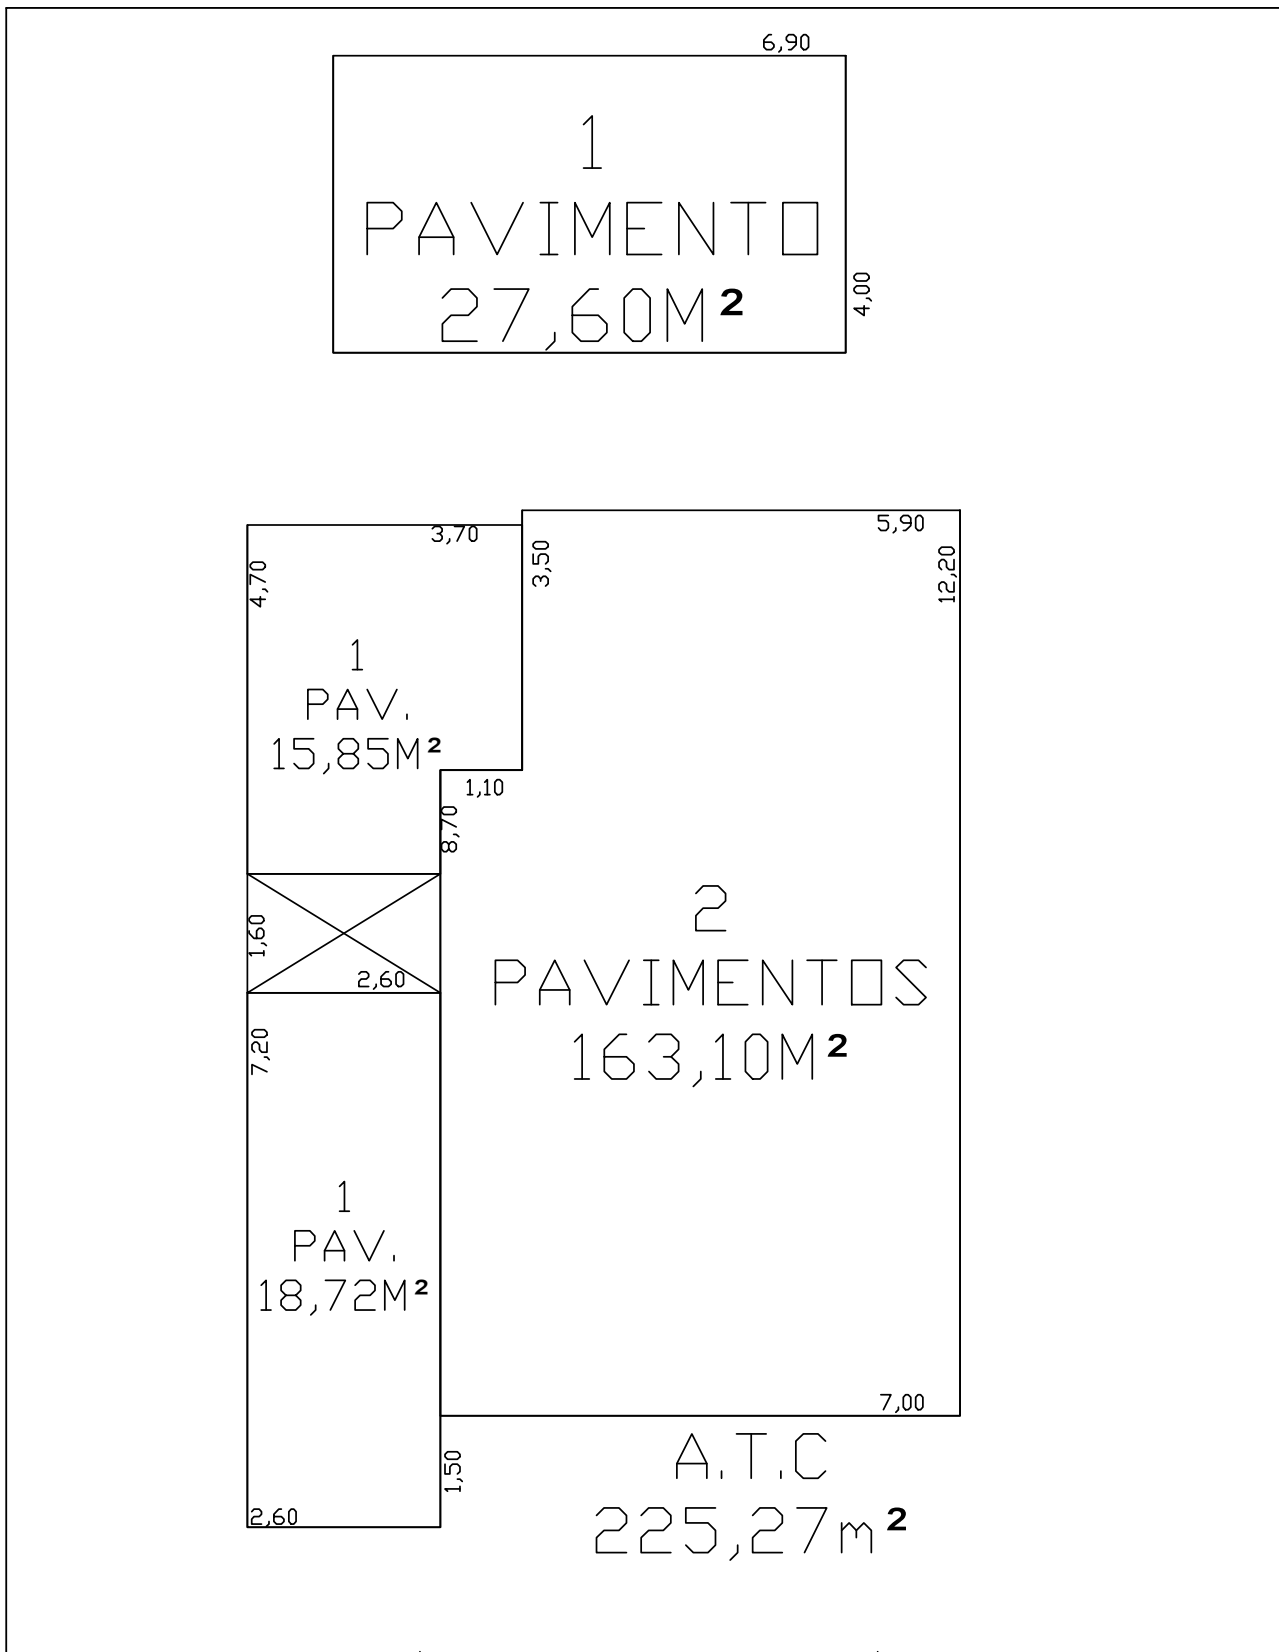 6,90
1
PAVIMENTO
27,60M²
4,00
5,90
3,70
3,50
12,20
4,70
1
PAV.
15,85M²
1,10
8,70
2
PAVIMENTOS
163,10M²
1,60
2,60
7,20
1
PAV.
18,72M²
7,00
A.T.C
225,27m²
1,50
2,60